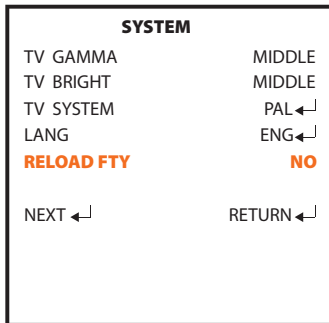 SYSTEM
TV GAMMA MIDDLE
TV BRIGHT MIDDLE
TV SYSTEM PAL↲
LANG ENG↲
RELOAD FTY NO
NEXT ↲ RETURN↲